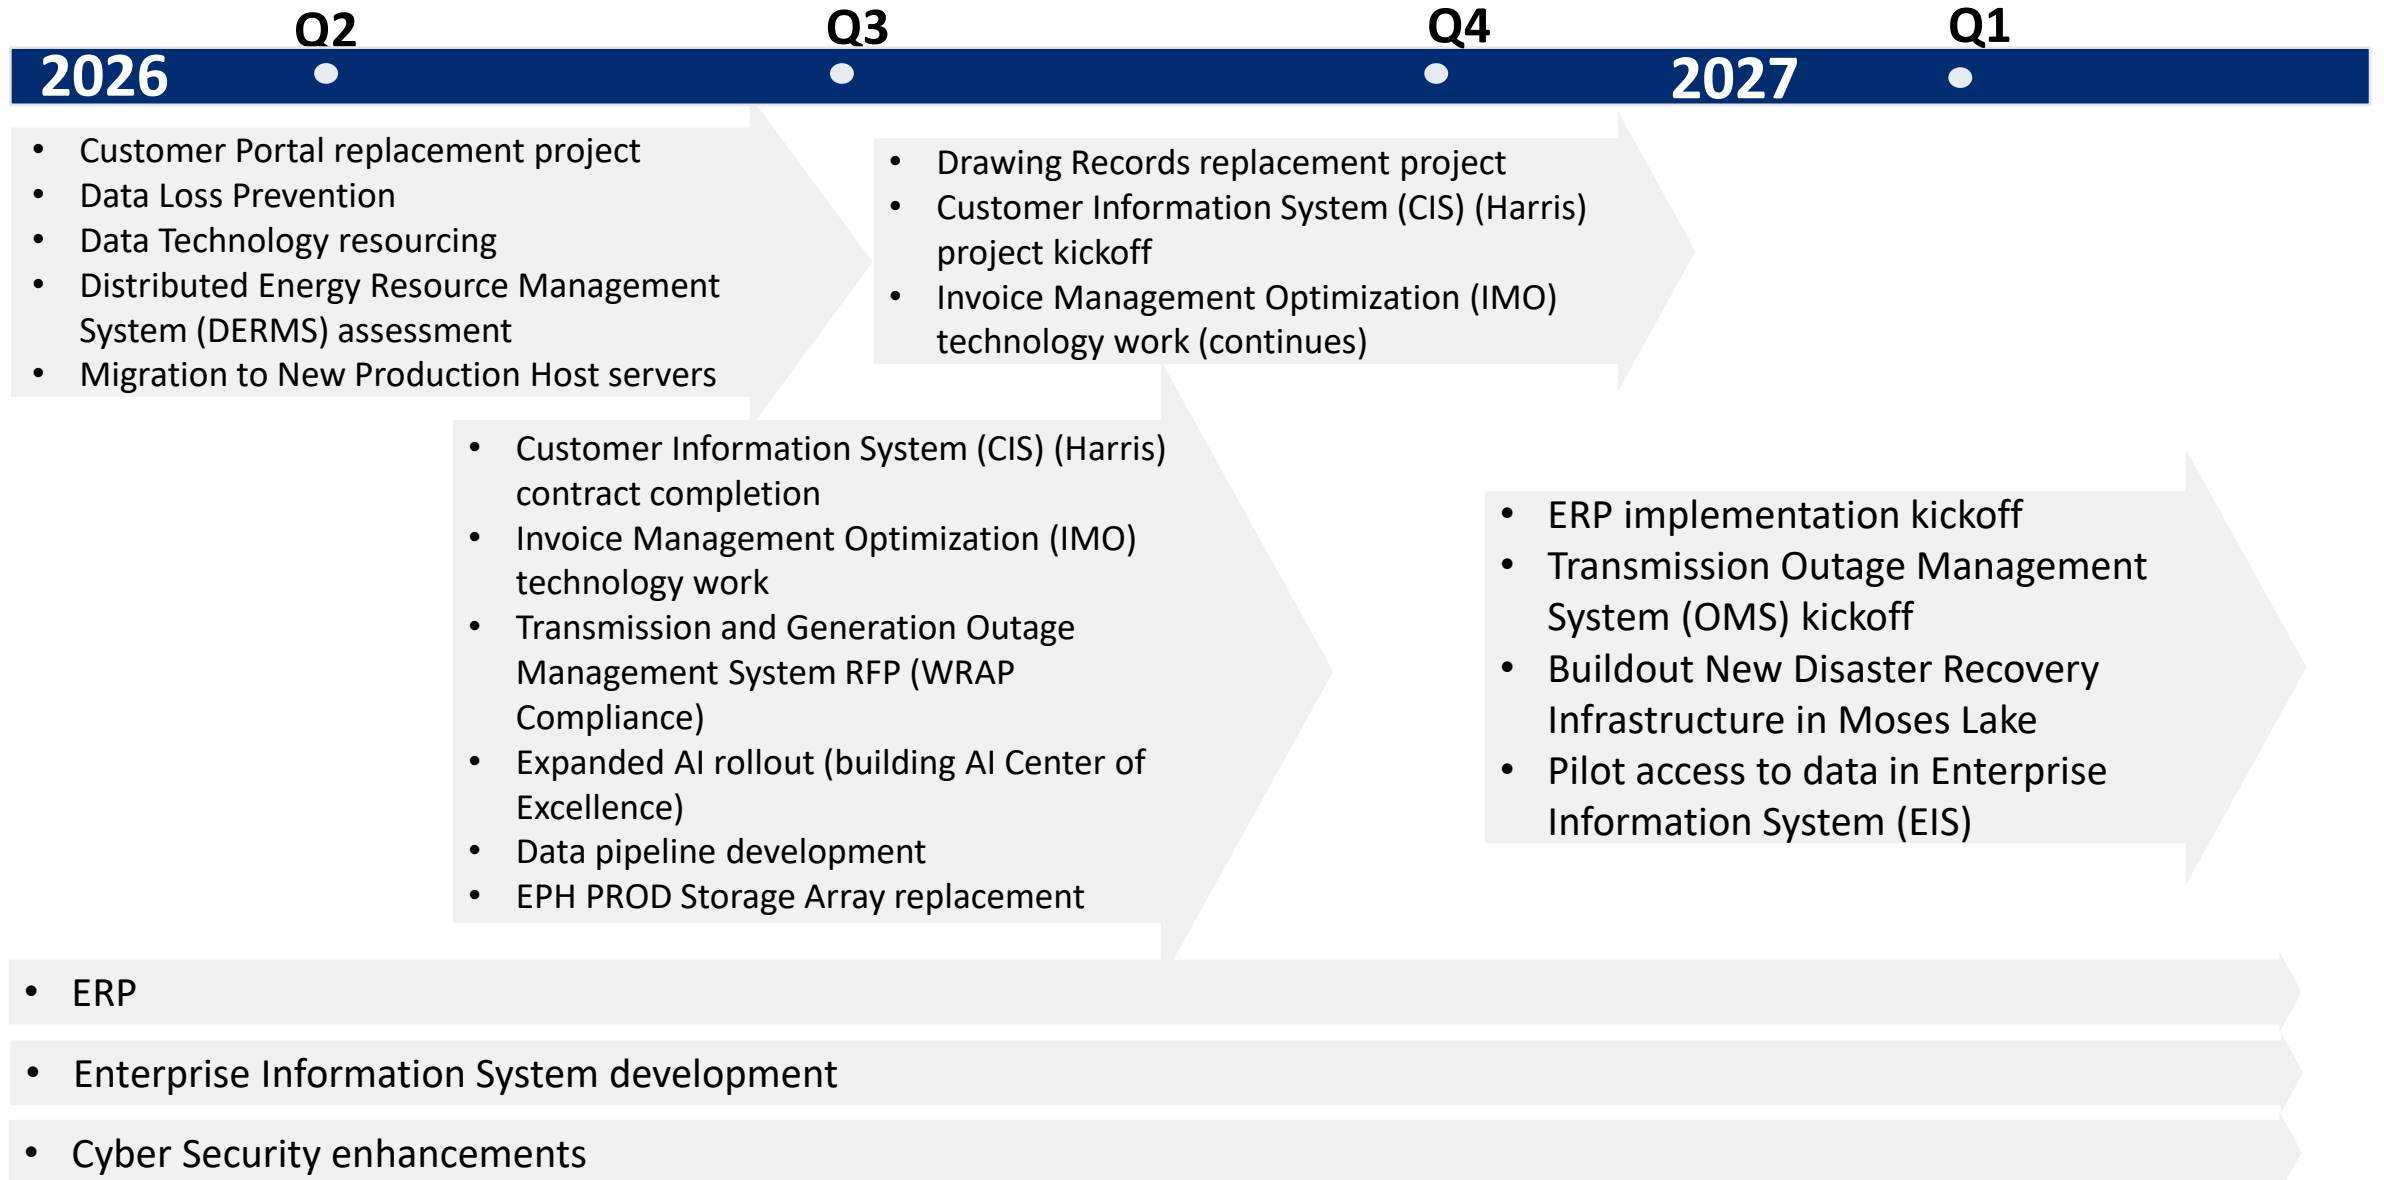 Q2
Q3
Q4
Q1
2026
2027
• Customer Portal replacement project
• Data Loss Prevention
• Data Technology resourcing
• Distributed Energy Resource Management
System (DERMS) assessment
• Migration to New Production Host servers
• Drawing Records replacement project
• Customer Information System (CIS) (Harris)
project kickoff
• Invoice Management Optimization (IMO)
technology work (continues)
• Customer Information System (CIS) (Harris)
contract completion
• Invoice Management Optimization (IMO)
technology work
• Transmission and Generation Outage
Management System RFP (WRAP
Compliance)
• Expanded AI rollout (building AI Center of
Excellence)
• Data pipeline development
• EPH PROD Storage Array replacement
• ERP implementation kickoff
• Transmission Outage Management
System (OMS) kickoff
• Buildout New Disaster Recovery
Infrastructure in Moses Lake
• Pilot access to data in Enterprise
Information System (EIS)
• ERP
• Enterprise Information System development
• Cyber Security enhancements